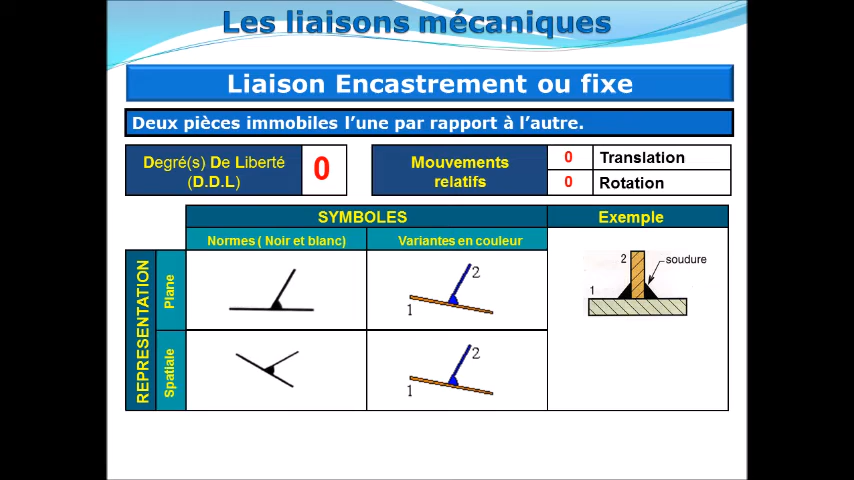 Les liaisons mécaniques
Liaison Encastrement ou fixe
Deux pièces immobiles l’une par rapport à l’autre.
Degré(s) De Liberté
(D.D.L)
0
Mouvements
relatifs
0 Translation
0 Rotation
SYMBOLES
Exemple
Normes ( Noir et blanc)
Variantes en couleur
REPRESENTATION
Plane
1
2
2
soudure
1
Spatiale
1
2